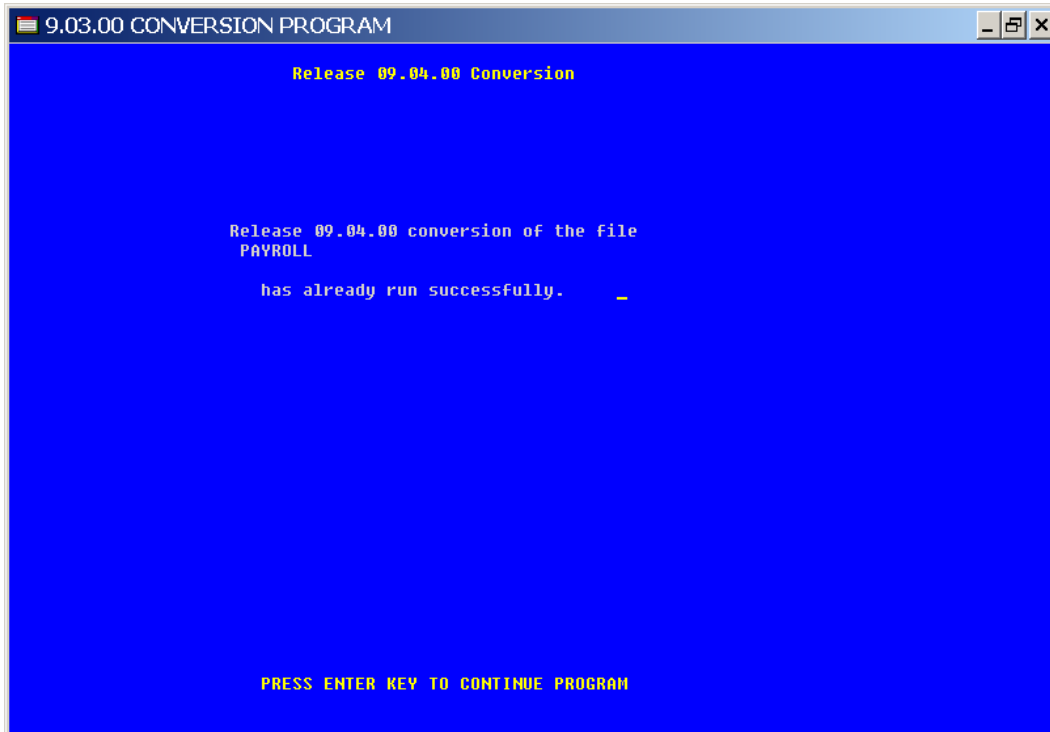 9.03.00 CONVERSION PROGRAM
Release 09.04.00 Conversion
Release 09.04.00 conversion of the file
PAYROLL
has already run successfully.
PRESS ENTER KEY TO CONTINUE PROGRAM